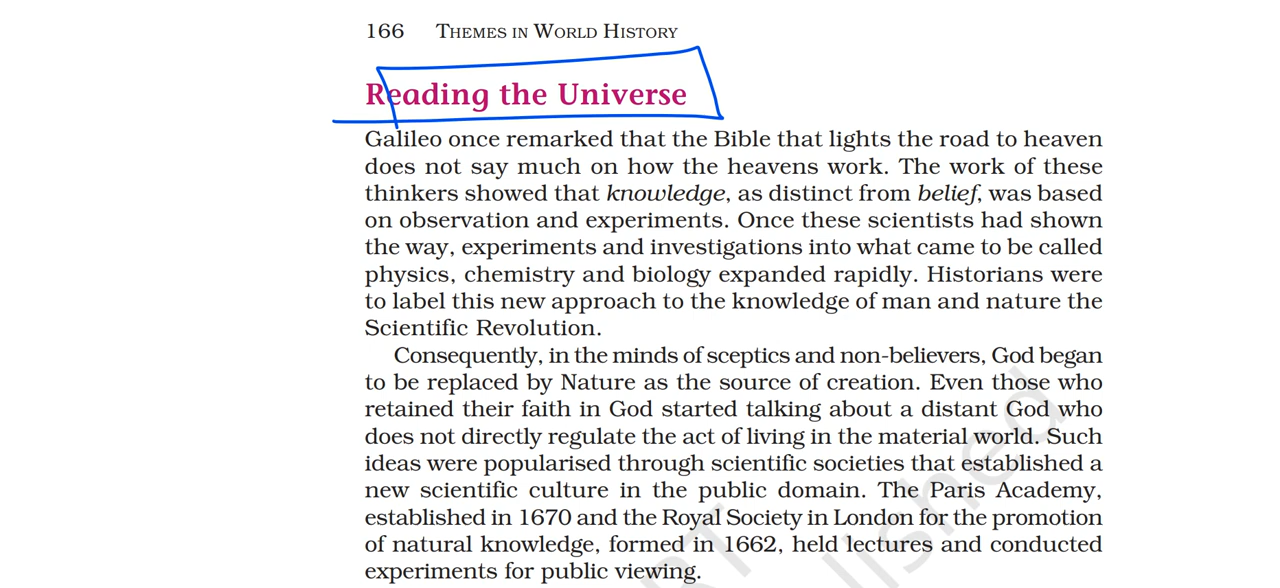 166 THEMES IN WORLD HISTORY
Reading the Universe
Galileo once remarked that the Bible that lights the road to heaven
does not say much on how the heavens work. The work of these
thinkers showed that knowledge, as distinct from belief, was based
on observation and experiments. Once these scientists had shown
the way, experiments and investigations into what came to be called
physics, chemistry and biology expanded rapidly. Historians were
to label this new approach to the knowledge of man and nature the
Scientific Revolution.
Consequently, in the minds of sceptics and non-believers, God began
to be replaced by Nature as the source of creation. Even those who
retained their faith in God started talking about a distant God who
does not directly regulate the act of living in the material world. Such
ideas were popularised through scientific societies that established a
new scientific culture in the public domain. The Paris Academy,
established in 1670 and the Royal Society in London for the promotion
of natural knowledge, formed in 1662, held lectures and conducted
experiments for public viewing.